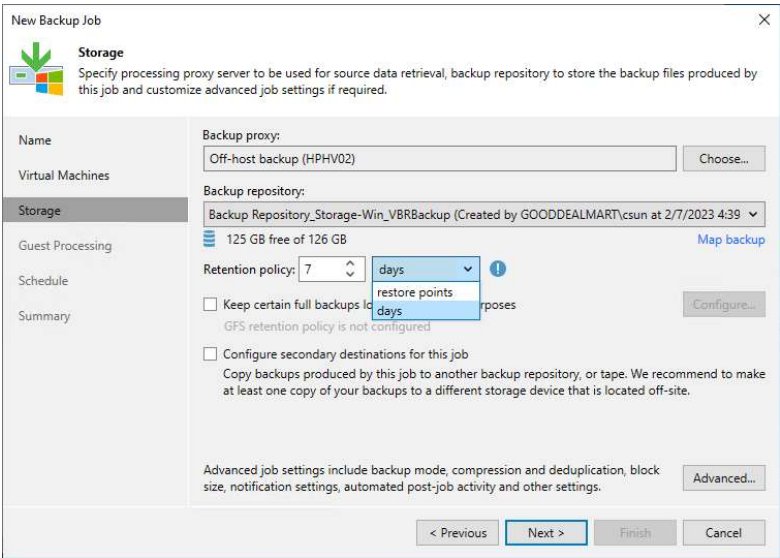 New Backup Job
Storage
Specify processing proxy server to be used for source data retrieval, backup repository to store the backup files produced by
this job and customize advanced job settings if required.
Name
Virtual Machines
Storage
Guest Processing
Schedule
Summary
Backup proxy:
Off-host backup (HPHV02)
Choose...
Backup repository:
Backup Repository_Storage-Win_VBRBackup (Created by GOODDEALMART\csun at 2/7/2023 4:39
125 GB free of 126 GB
Map backup
Retention policy:
7
days
restore points
days
Keep certain full backups lo
rposes
Configure...
GFS retention policy is not configured
Configure secondary destinations for this job
Copy backups produced by this job to another backup repository, or tape. We recommend to make
at least one copy of your backups to a different storage device that is located off-site.
Advanced job settings include backup mode, compression and deduplication, block
size, notification settings, automated post-job activity and other settings.
Advanced...
< Previous
Next >
Finish
Cancel